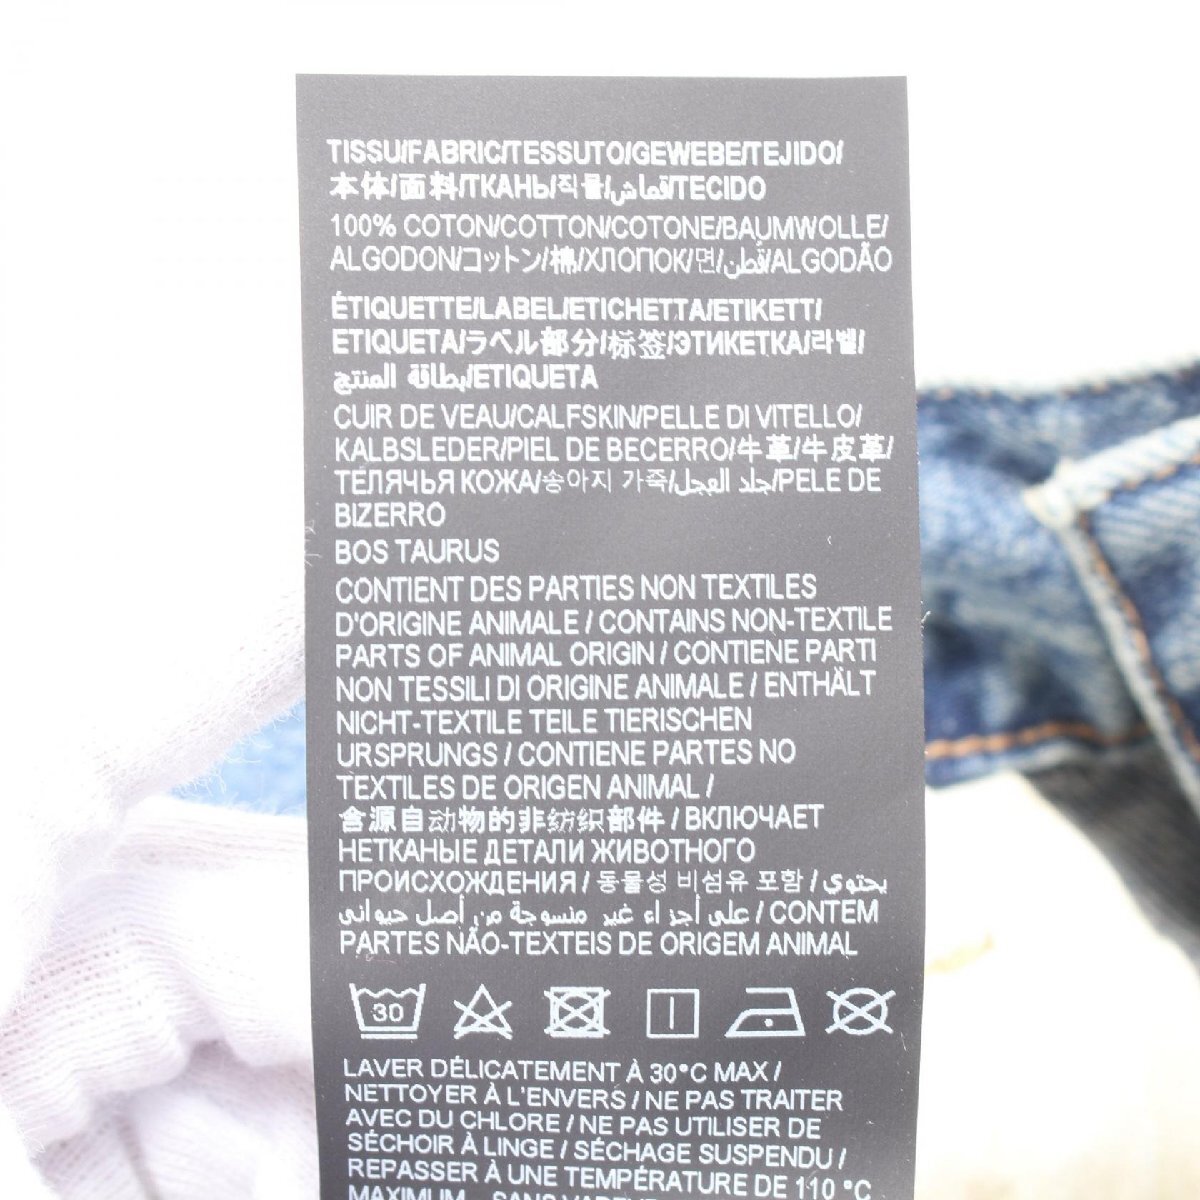 TISSU/FABRIC/TESSUTO/GEWEBE/TEJIDO/
本体/面料/ТКАНЬ/직물/قماش/TECIDO
100% COTON/COTTON/COTONE/BAUMWOLLE/
ALGODON/コットン/棉/ХЛОПОК/면/قطن/ALGODÃO
ÉTIQUETTE/LABEL/ETICHETTA/ETIKETT/
ETIQUETA/ラベル部分/标签/ЭТИКЕТКА/라벨/
بطاقة المنتج/ETIQUETA
CUIR DE VEAU/CALFSKIN/PELLE DI VITELLO/
KALBSLEDER/PIEL DE BECERRO/牛革/牛皮革/
ТЕЛЯЧЬЯ КОЖА/송아지 가죽/جلد العجل/PELE DE
BIZERRO
BOS TAURUS
CONTIENT DES PARTIES NON TEXTILES
D'ORIGINE ANIMALE / CONTAINS NON-TEXTILE
PARTS OF ANIMAL ORIGIN / CONTIENE PARTI
NON TESSILI DI ORIGINE ANIMALE / ENTHÄLT
NICHT-TEXTILE TEILE TIERISCHEN
URSPRUNGS / CONTIENE PARTES NO
TEXTILES DE ORIGEN ANIMAL /
含源自动物的非纺织部件 / ВКЛЮЧАЕТ
НЕТКАНЫЕ ДЕТАЛИ ЖИВОТНОГО
ПРОИСХОЖДЕНИЯ / 동물성 비섬유 포함 / يحتوي
على أجزاء غير منسوجة من أصل حيواني / CONTEM
PARTES NÃO-TEXTEIS DE ORIGEM ANIMAL
30
LAVER DÉLICATEMENT À 30°C MAX /
NETTOYER À L'ENVERS / NE PAS TRAITER
AVEC DU CHLORE / NE PAS UTILISER DE
SÉCHOIR À LINGE / SÉCHAGE SUSPENDU /
REPASSER À UNE TEMPÉRATURE DE 110 °C
MAXIMUM - SANS